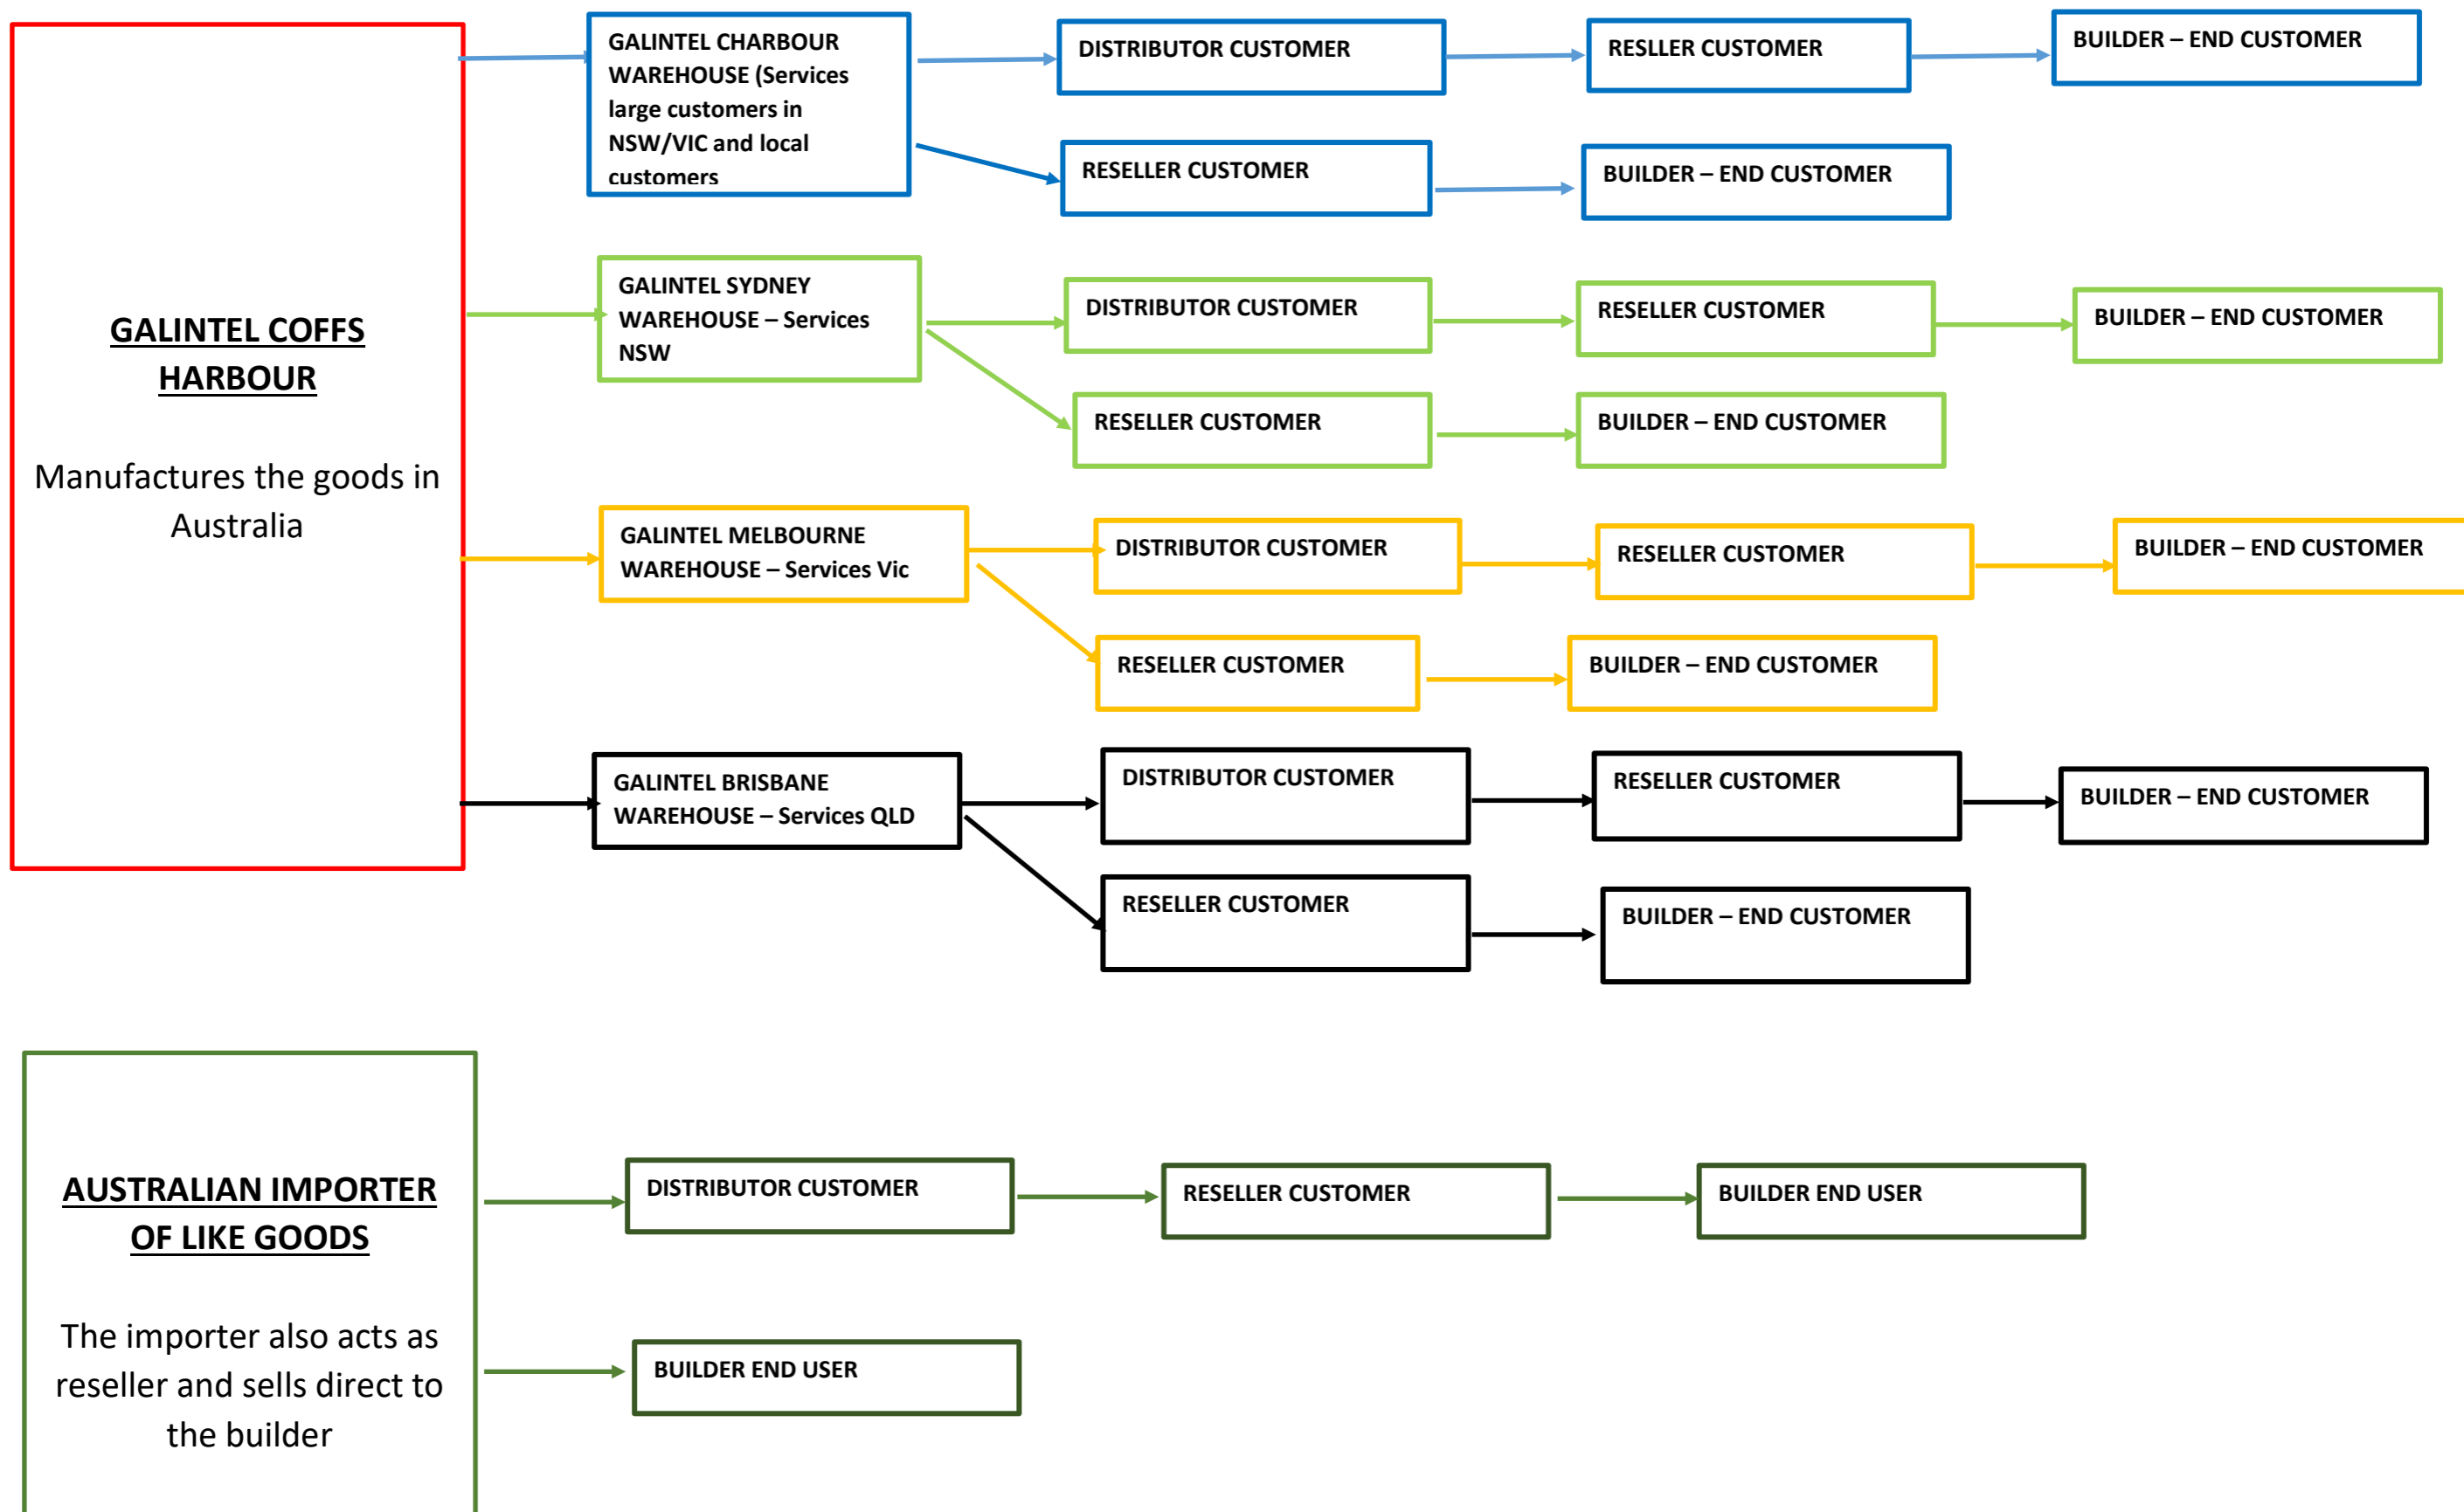 GALINTEL COFFS
HARBOUR
Manufactures the goods in
Australia
GALINTEL CHARBOUR
WAREHOUSE (Services
large customers in
NSW/VIC and local
customers
DISTRIBUTOR CUSTOMER
RESLLER CUSTOMER
BUILDER – END CUSTOMER
RESELLER CUSTOMER
BUILDER – END CUSTOMER
GALINTEL SYDNEY
WAREHOUSE – Services
NSW
DISTRIBUTOR CUSTOMER
RESELLER CUSTOMER
BUILDER – END CUSTOMER
RESELLER CUSTOMER
BUILDER – END CUSTOMER
GALINTEL MELBOURNE
WAREHOUSE – Services Vic
DISTRIBUTOR CUSTOMER
RESELLER CUSTOMER
BUILDER – END CUSTOMER
RESELLER CUSTOMER
BUILDER – END CUSTOMER
GALINTEL BRISBANE
WAREHOUSE – Services QLD
DISTRIBUTOR CUSTOMER
RESELLER CUSTOMER
BUILDER – END CUSTOMER
RESELLER CUSTOMER
BUILDER – END CUSTOMER
AUSTRALIAN IMPORTER
OF LIKE GOODS
The importer also acts as
reseller and sells direct to
the builder
DISTRIBUTOR CUSTOMER
RESELLER CUSTOMER
BUILDER END USER
BUILDER END USER